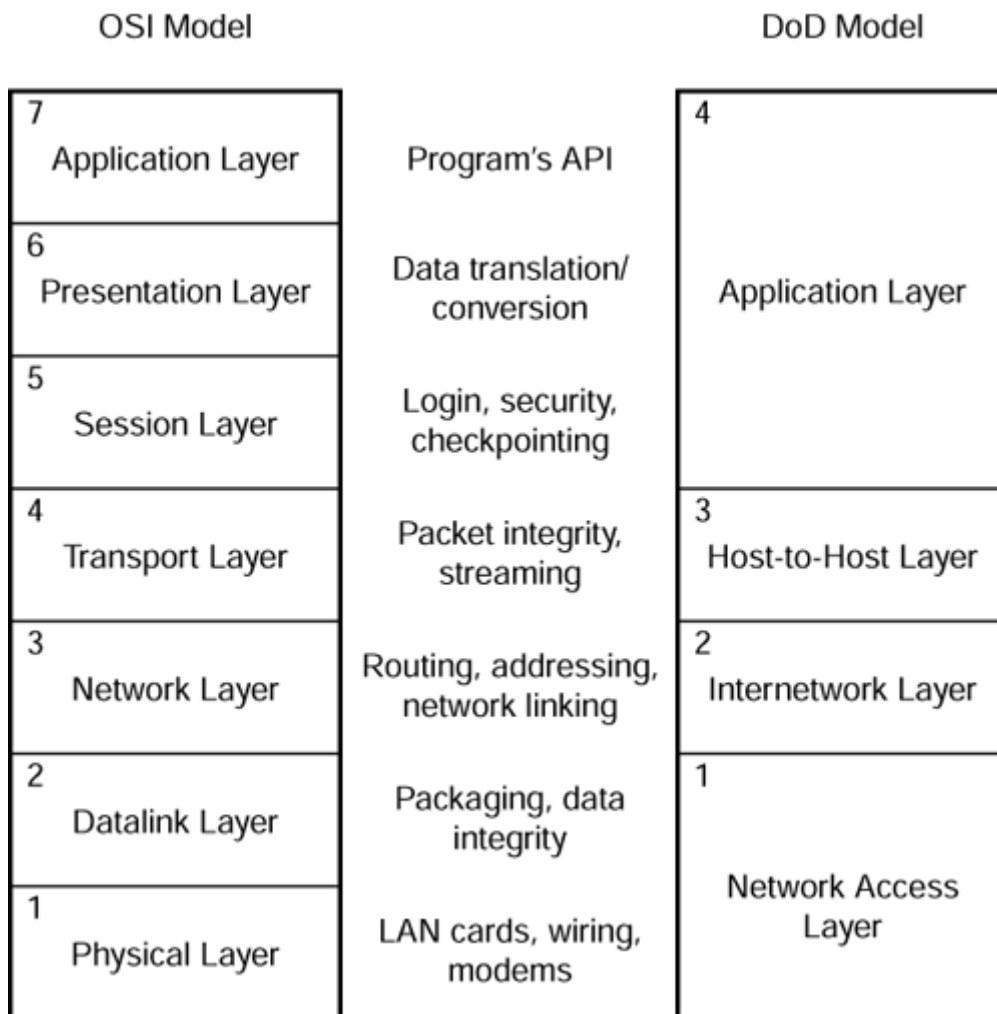 OSI Model
DoD Model
7
Application Layer
Program's API
4
Application Layer
6
Presentation Layer
Data translation/
conversion
5
Session Layer
Login, security,
checkpointing
4
Transport Layer
Packet integrity,
streaming
3
Host-to-Host Layer
3
Network Layer
Routing, addressing,
network linking
2
Internetwork Layer
2
Datalink Layer
Packaging, data
integrity
1
Network Access
Layer
1
Physical Layer
LAN cards, wiring,
modems